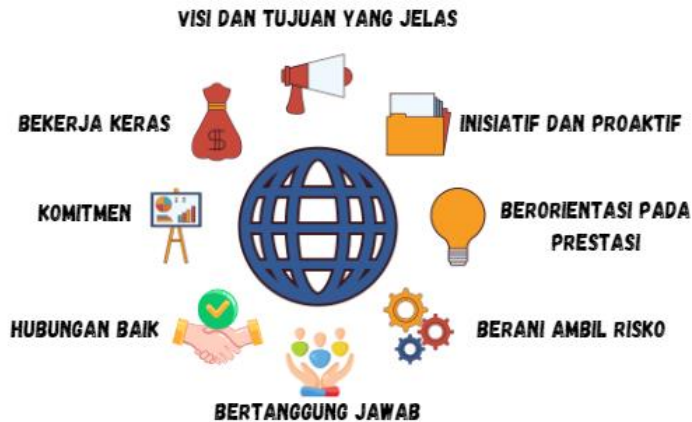 VISI DAN TUJUAN YANG JELAS
BEKERJA KERAS
INISIATIF DAN PROAKTIF
KOMITMEN
BERORIENTASI PADA
PRESTASI
HUBUNGAN BAIK
BERANI AMBIL RISKO
BERTANGGUNG JAWAB
$